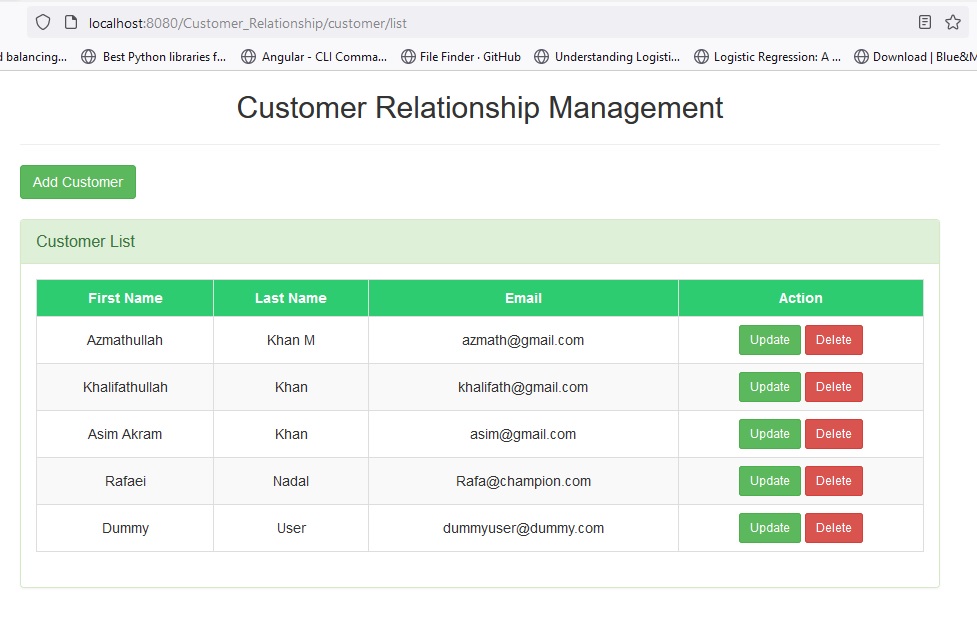 localhost:8080/Customer_Relationship/customer/list
d balancing... Best Python libraries f... Angular - CLI Comma... File Finder · GitHub Understanding Logisti... Logistic Regression: A ... Download | Blue&M
Customer Relationship Management
Add Customer
Customer List
First Name Last Name Email Action
Azmathullah Khan M azmath@gmail.com Update Delete
Khalifathullah Khan khalifath@gmail.com Update Delete
Asim Akram Khan asim@gmail.com Update Delete
Rafaei Nadal Rafa@champion.com Update Delete
Dummy User dummyuser@dummy.com Update Delete